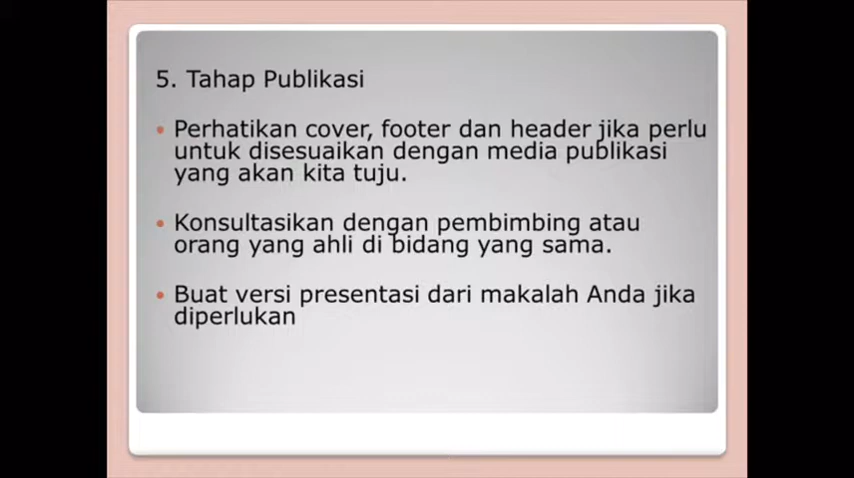 5. Tahap Publikasi
Perhatikan cover, footer dan header jika perlu
untuk disesuaikan dengan media publikasi
yang akan kita tuju.
Konsultasikan dengan pembimbing atau
orang yang ahli di bidang yang sama.
Buat versi presentasi dari makalah Anda jika
diperlukan